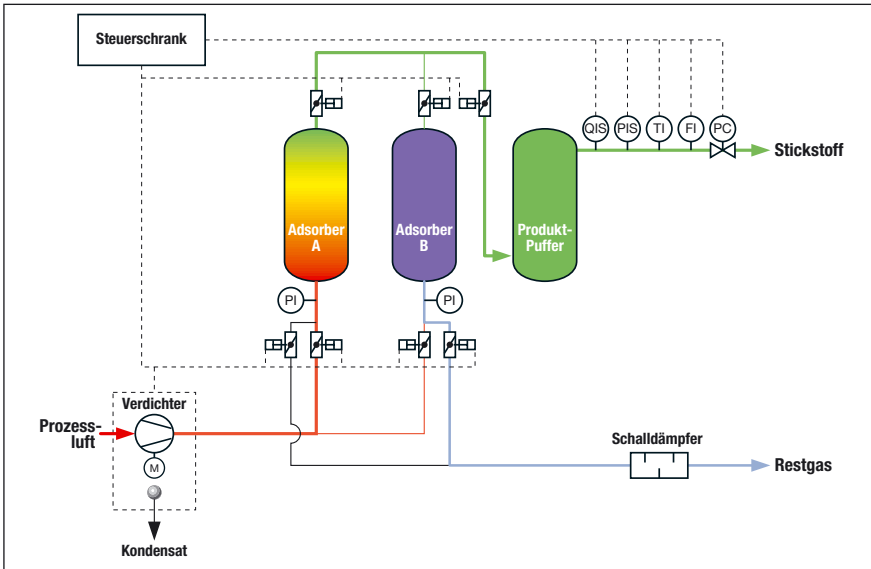 Steuerschrank
QIS
PIS
TI
FI
PC
Stickstoff
Adsorber
A
Adsorber
B
Produkt-
Puffer
PI
PI
Verdichter
Prozess-
luft
M
Schalldämpfer
Restgas
Kondensat